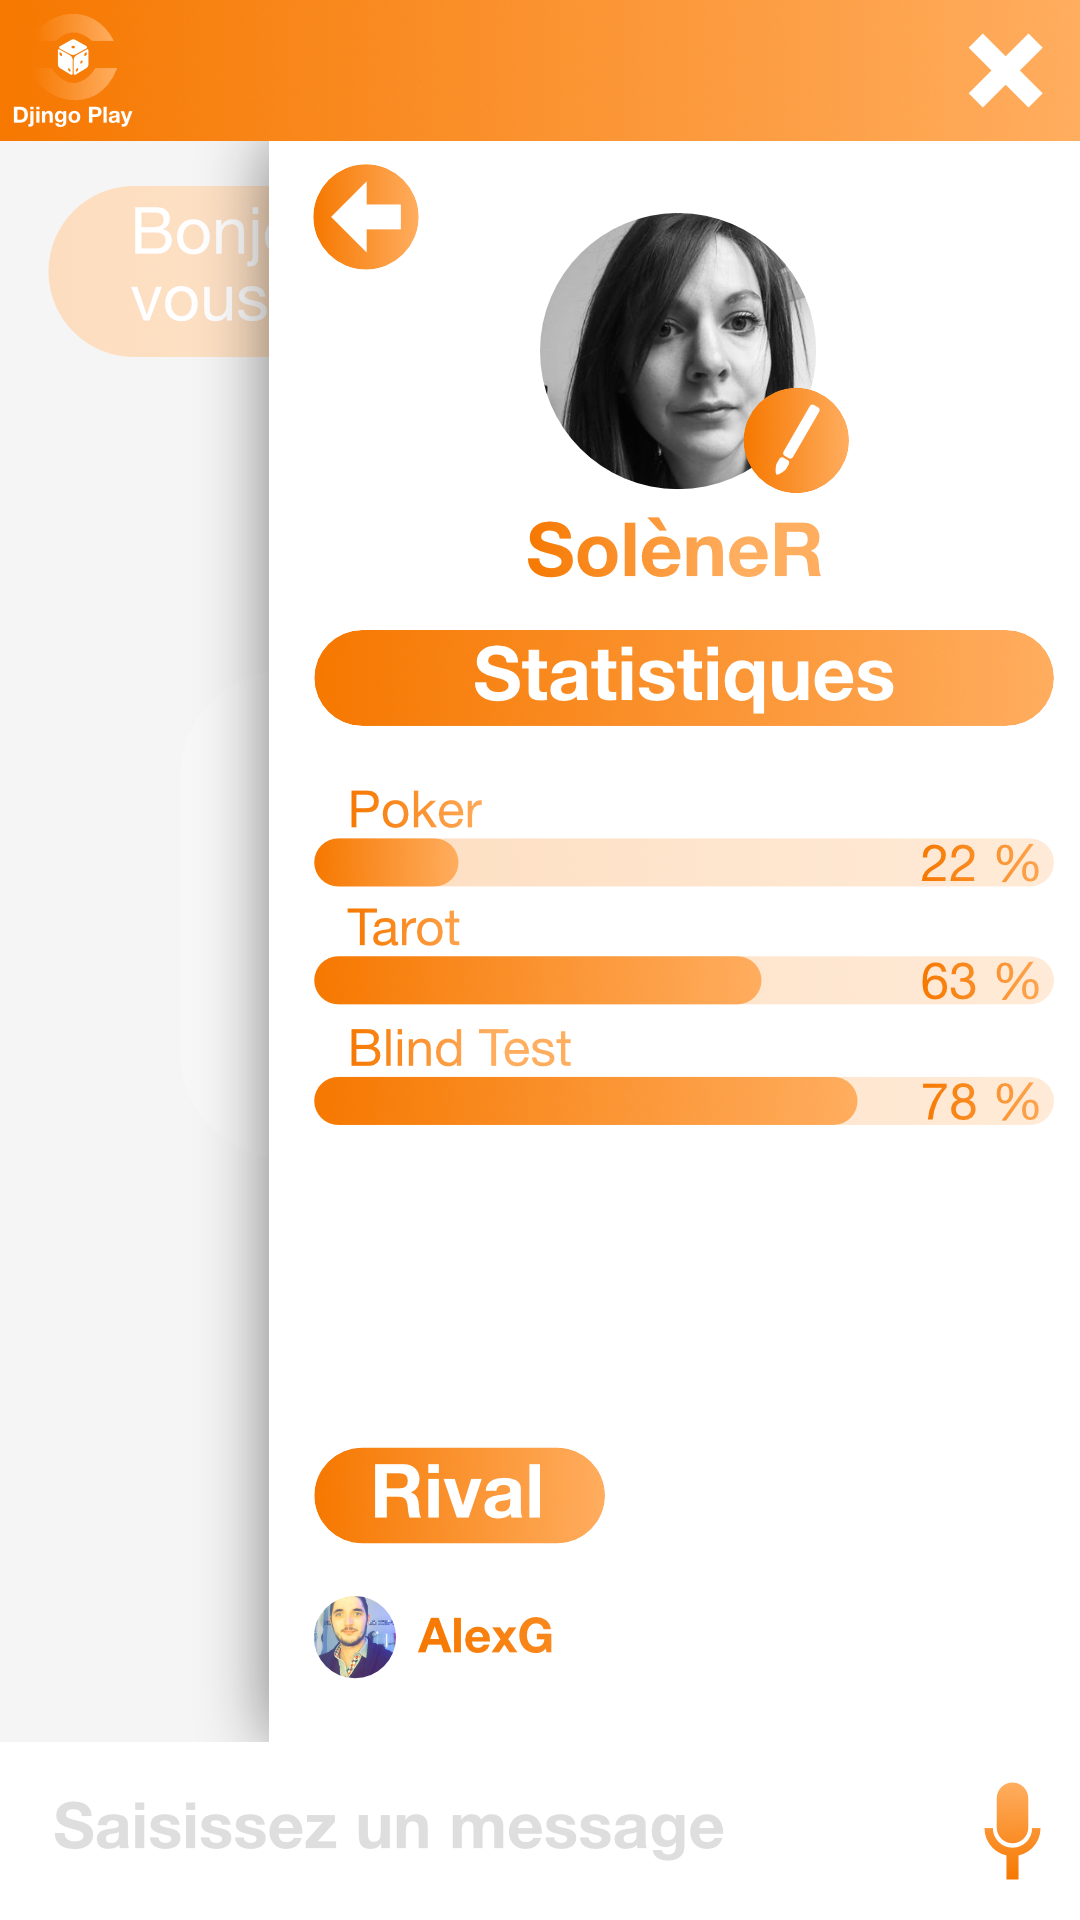 Djingo Play
Bonj
vous
SolèneR
Statistiques
Poker
22 %
Tarot
63 %
Blind Test
78 %
Rival
AlexG
Saisissez un message